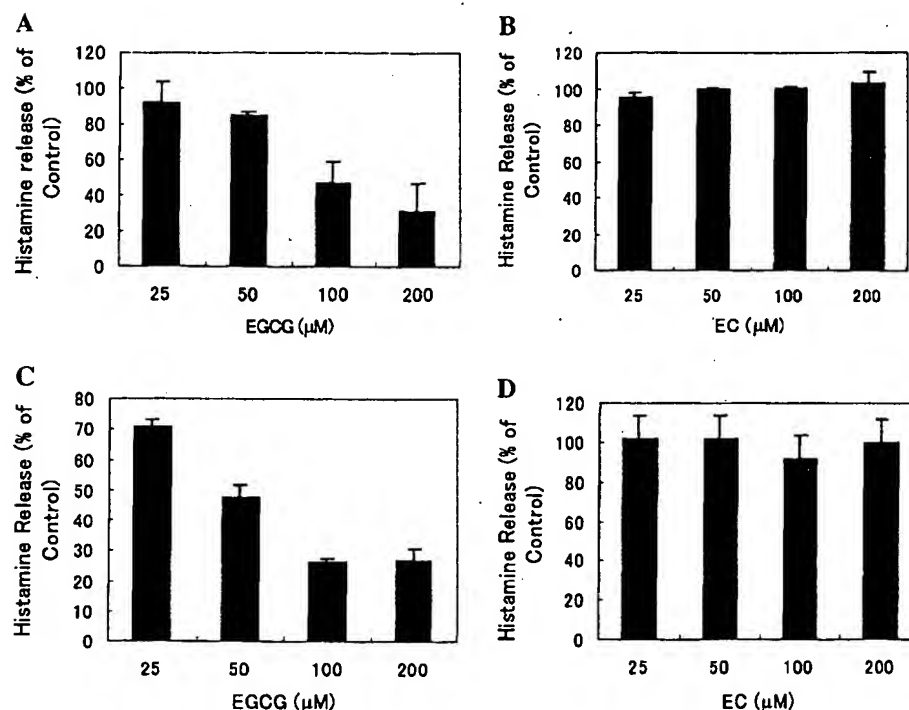 A
Histamine release (% of
Control)
120
100
80
60
40
20
0
25 50 100 200
EGCG (μM)
B
Histamine Release (% of
Control)
120
100
80
60
40
20
0
25 50 100 200
EC (μM)
C
Histamine Release (% of
Control)
80
70
60
50
40
30
20
10
0
25 50 100 200
EGCG (μM)
D
Histamine Release (% of
Control)
120
100
80
60
40
20
0
25 50 100 200
EC (μM)